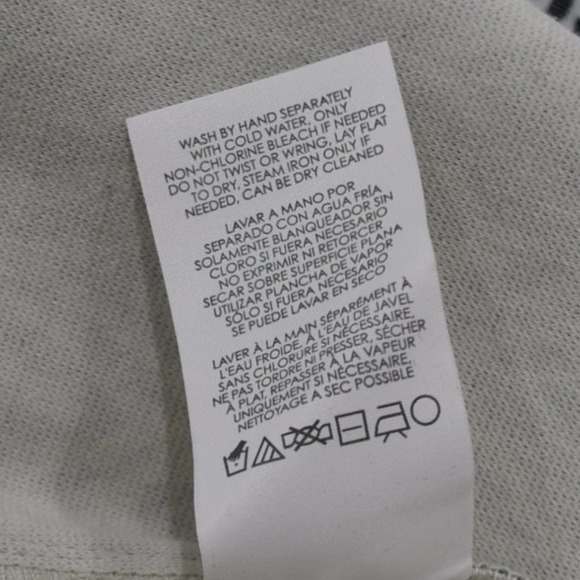 WASH BY HAND SEPARATELY
WITH COLD WATER, ONLY
NON-CHLORINE BLEACH IF NEEDED
DO NOT TWIST OR WRING, LAY FLAT
TO DRY, STEAM IRON ONLY IF
NEEDED, CAN BE DRY CLEANED
LAVAR A MANO POR
SEPARADO CON AGUA FRÍA
SOLAMENTE BLANQUEADOR SIN
CLORO SI FUERA NECESARIO
NO EXPRIMIR NI RETORCER
SECAR SOBRE SUPERFICIE PLANA
UTILIZAR PLANCHA DE VAPOR
SÓLO SI FUERA NECESARIO
SE PUEDE LAVAR EN SECO
LAVER À LA MAIN SÉPARÉMENT À
L'EAU FROIDE, À L'EAU DE JAVEL
SANS CHLORURE SI NÉCESSAIRE,
NE PAS TORDRE NI PRESSER, SÉCHER
À PLAT, REPASSER À LA VAPEUR
UNIQUEMENT SI NÉCESSAIRE,
NETTOYAGE A SEC POSSIBLE